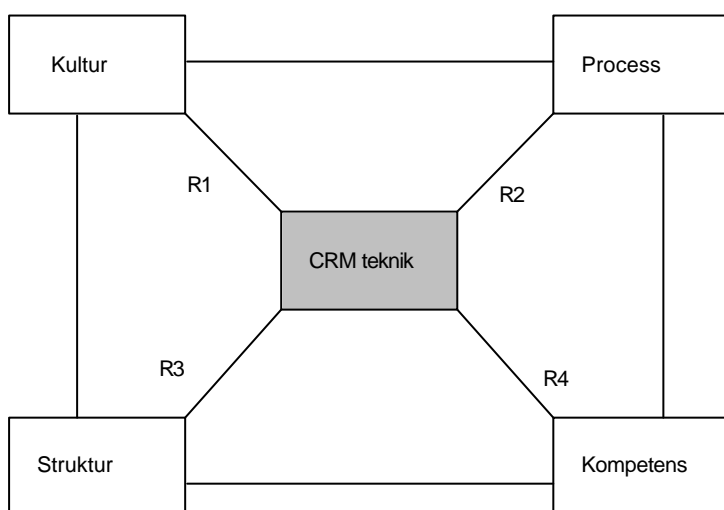 Kultur
Process
R1
R2
CRM teknik
R3
R4
Struktur
Kompetens